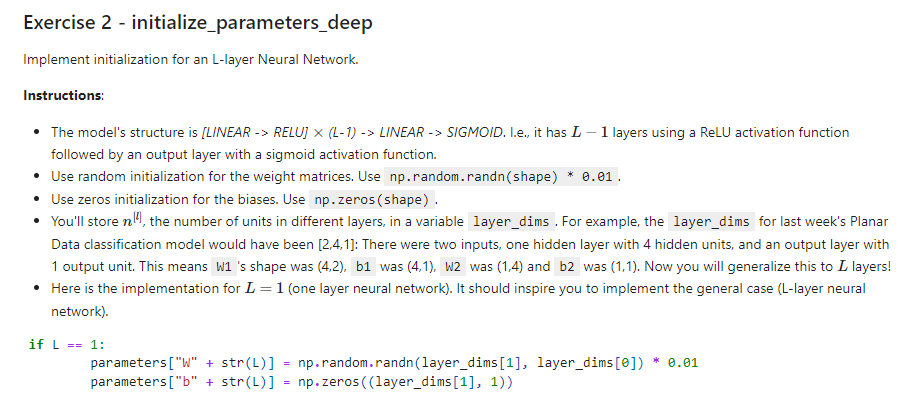 Exercise 2 - initialize_parameters_deep
Implement initialization for an L-layer Neural Network.
Instructions:
• The model's structure is [LINEAR -> RELU] × (L-1) -> LINEAR -> SIGMOID. I.e., it has L − 1 layers using a ReLU activation function
followed by an output layer with a sigmoid activation function.
• Use random initialization for the weight matrices. Use np.random.randn(shape) * 0.01 .
• Use zeros initialization for the biases. Use np.zeros(shape) .
• You'll store n^[l], the number of units in different layers, in a variable layer_dims . For example, the layer_dims for last week's Planar
Data classification model would have been [2,4,1]: There were two inputs, one hidden layer with 4 hidden units, and an output layer with
1 output unit. This means W1 's shape was (4,2), b1 was (4,1), W2 was (1,4) and b2 was (1,1). Now you will generalize this to L layers!
• Here is the implementation for L = 1 (one layer neural network). It should inspire you to implement the general case (L-layer neural
network).
if L == 1:
parameters["W" + str(L)] = np.random.randn(layer_dims[1], layer_dims[0]) * 0.01
parameters["b" + str(L)] = np.zeros((layer_dims[1], 1))